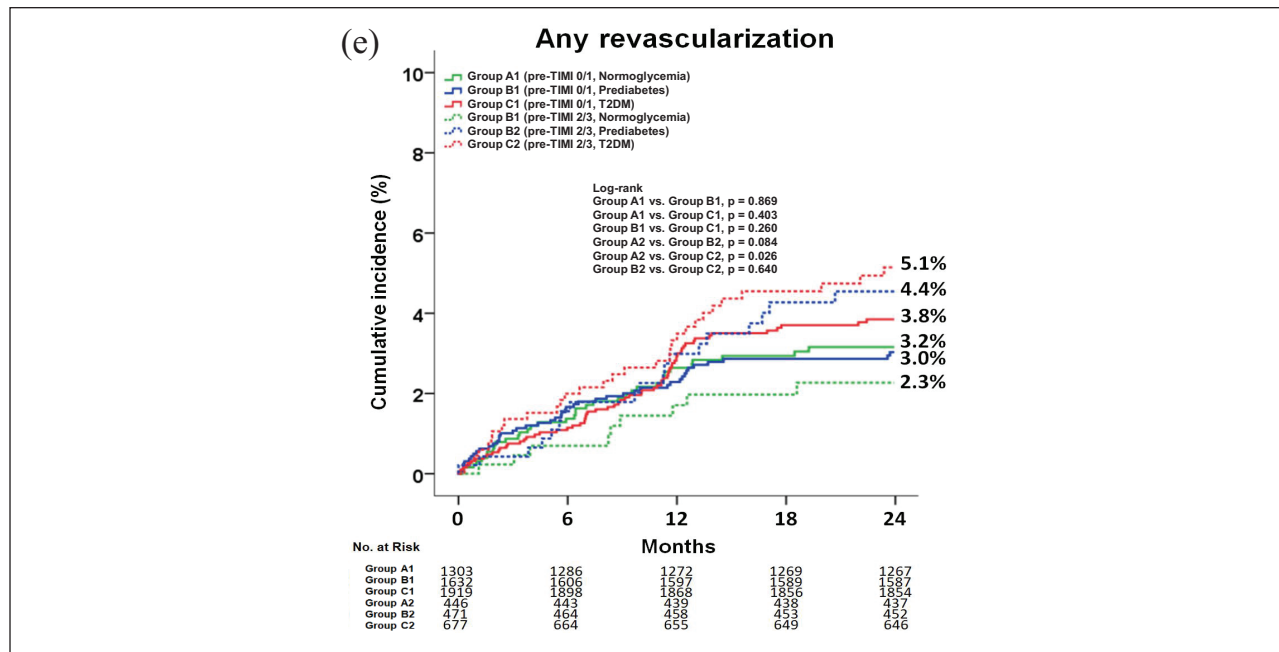 (e)
Any revascularization
Cumulative incidence (%)
10
8
6
4
2
0
Group A1 (pre-TIMI 0/1, Normoglycemia)
Group B1 (pre-TIMI 0/1, Prediabetes)
Group C1 (pre-TIMI 0/1, T2DM)
Group B1 (pre-TIMI 2/3, Normoglycemia)
Group B2 (pre-TIMI 2/3, Prediabetes)
Group C2 (pre-TIMI 2/3, T2DM)
Log-rank
Group A1 vs. Group B1, p = 0.869
Group A1 vs. Group C1, p = 0.403
Group B1 vs. Group C1, p = 0.260
Group A2 vs. Group B2, p = 0.084
Group A2 vs. Group C2, p = 0.026
Group B2 vs. Group C2, p = 0.640
5.1%
4.4%
3.8%
3.2%
3.0%
2.3%
0 6 12 18 24
Months
No. at Risk
Group A1 1303 1286 1272 1269 1267
Group B1 1632 1606 1597 1589 1587
Group C1 1919 1898 1868 1856 1854
Group A2 446 443 439 438 437
Group B2 471 464 458 453 452
Group C2 677 664 655 649 646